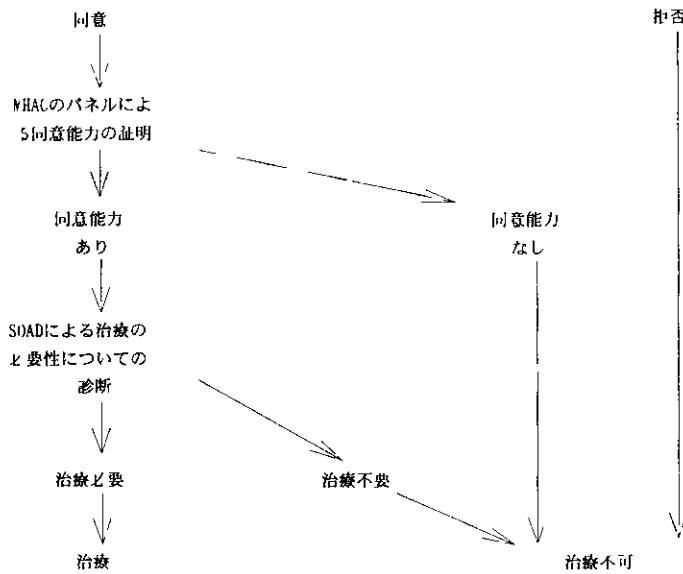 同意
拒否
MHACのパネルによ
る同意能力の証明
同意能力
あり
同意能力
なし
SOADによる治療の
必要性についての
診断
治療必要
治療不要
治療
治療不可